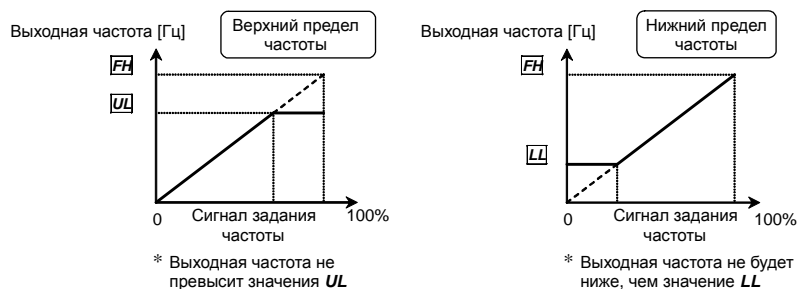 Выходная частота [Гц]
Верхний предел
частоты
FH
UL
0
Сигнал задания
частоты
100%
* Выходная частота не
превысит значения UL
Выходная частота [Гц]
Нижний предел
частоты
FH
LL
0
Сигнал задания
частоты
100%
* Выходная частота не будет
ниже, чем значение LL